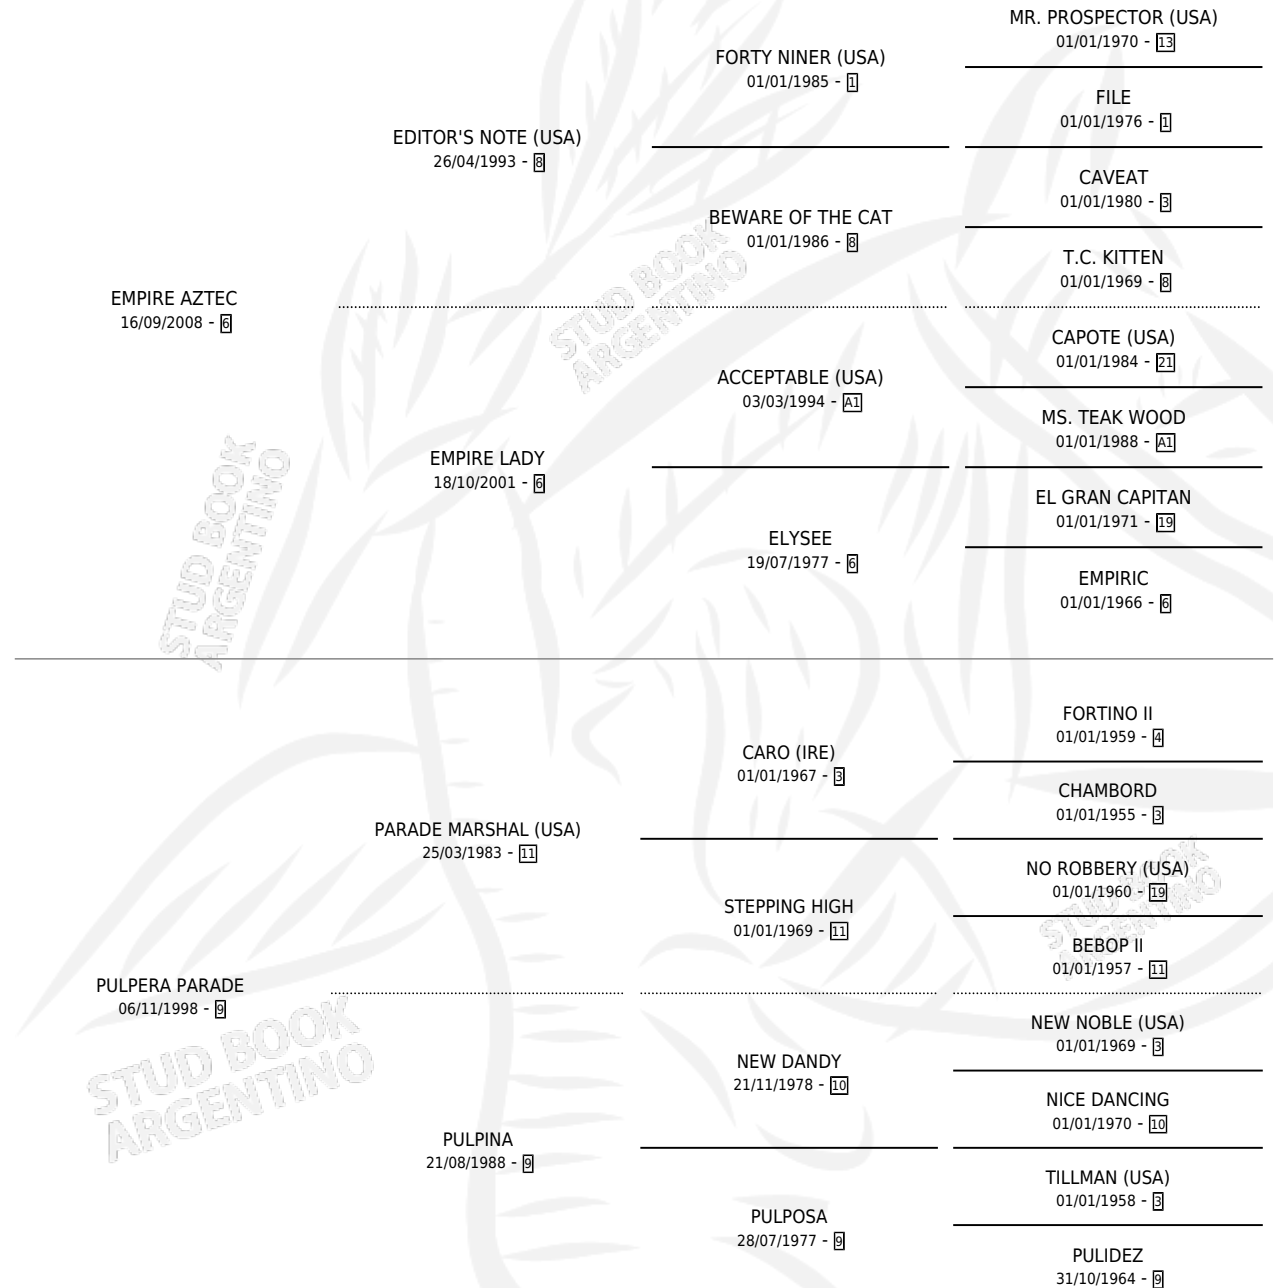 MR. PROSPECTOR (USA)
01/01/1970 - 13
FORTY NINER (USA)
01/01/1985 - 1
FILE
01/01/1976 - 1
EDITOR'S NOTE (USA)
26/04/1993 - 8
CAVEAT
01/01/1980 - 3
BEWARE OF THE CAT
01/01/1986 - 8
T.C. KITTEN
01/01/1969 - 8
EMPIRE AZTEC
16/09/2008 - 6
CAPOTE (USA)
01/01/1984 - 21
ACCEPTABLE (USA)
03/03/1994 - A1
MS. TEAK WOOD
01/01/1988 - A1
EMPIRE LADY
18/10/2001 - 6
EL GRAN CAPITAN
01/01/1971 - 19
ELYSEE
19/07/1977 - 6
EMPIRIC
01/01/1966 - 6
FORTINO II
01/01/1959 - 4
CARO (IRE)
01/01/1967 - 3
CHAMBORD
01/01/1955 - 3
PARADE MARSHAL (USA)
25/03/1983 - 11
NO ROBBERY (USA)
01/01/1960 - 19
STEPPING HIGH
01/01/1969 - 11
BEBOP II
01/01/1957 - 11
PULPERA PARADE
06/11/1998 - 9
NEW NOBLE (USA)
01/01/1969 - 3
NEW DANDY
21/11/1978 - 10
NICE DANCING
01/01/1970 - 10
PULPINA
21/08/1988 - 9
TILLMAN (USA)
01/01/1958 - 3
PULPOSA
28/07/1977 - 9
PULIDEZ
31/10/1964 - 9
STUD BOOK
ARGENTINO
STUD BOOK
ARGENTINO
STUD BOOK
ARGENTINO
STUD BOOK
ARGENTINO